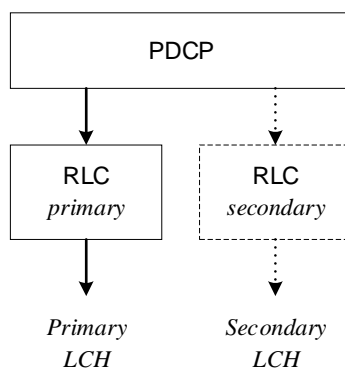 PDCP
RLC
primary
RLC
secondary
Primary
LCH
Secondary
LCH